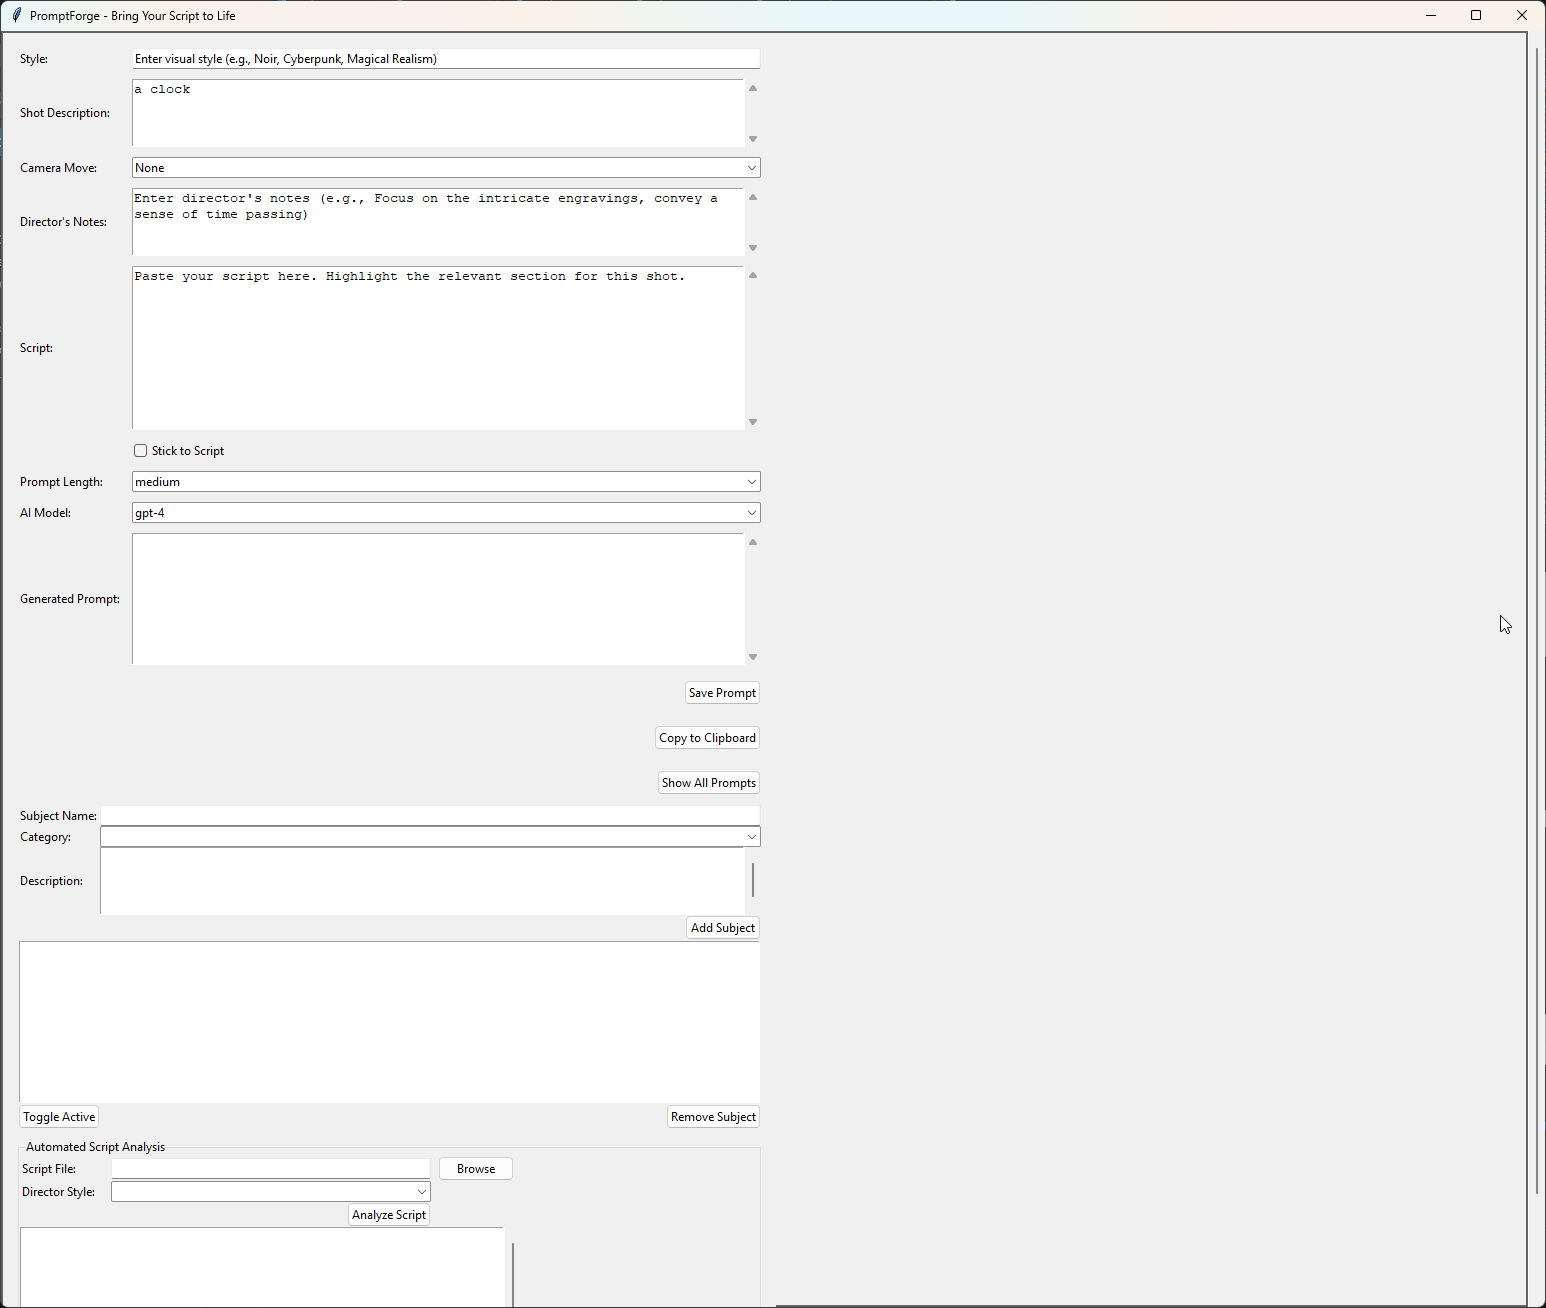 PromptForge - Bring Your Script to Life
Style:
Enter visual style (e.g., Noir, Cyberpunk, Magical Realism)
Shot Description:
a clock
Camera Move:
None
Director's Notes:
Enter director's notes (e.g., Focus on the intricate engravings, convey a
sense of time passing)
Script:
Paste your script here. Highlight the relevant section for this shot.
Stick to Script
Prompt Length:
medium
AI Model:
gpt-4
Generated Prompt:
Save Prompt
Copy to Clipboard
Show All Prompts
Subject Name:
Category:
Description:
Add Subject
Toggle Active
Remove Subject
Automated Script Analysis
Script File:
Browse
Director Style:
Analyze Script